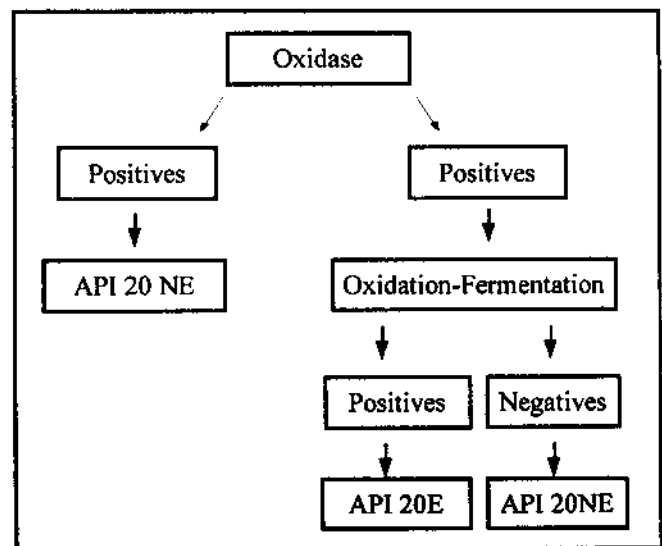 Oxidase
Positives
Positives
API 20 NE
Oxidation-Fermentation
Positives
Negatives
API 20E
API 20NE